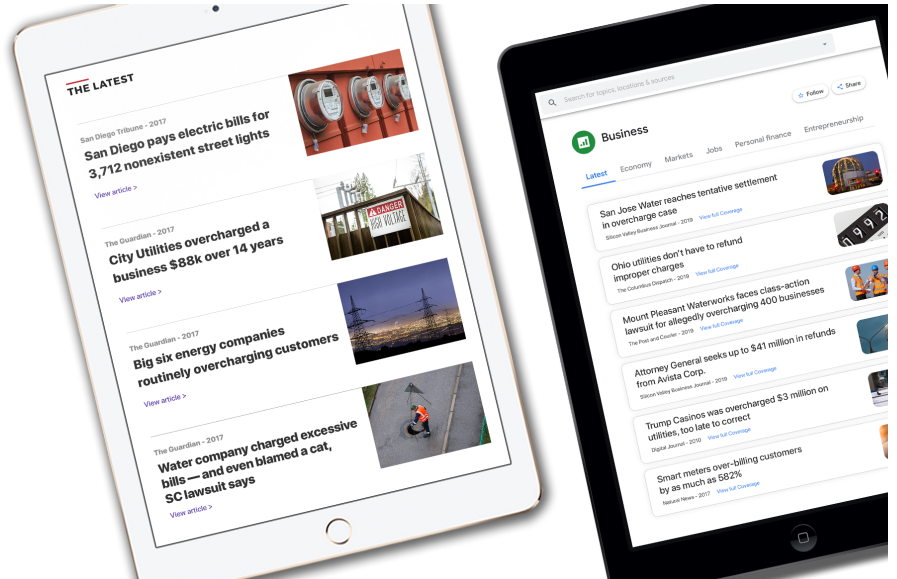 THE LATEST
San Diego Tribune - 2017
San Diego pays electric bills for
3,712 nonexistent street lights
View article >
The Guardian - 2017
City Utilities overcharged a
business $88k over 14 years
View article >
The Guardian - 2017
Big six energy companies
routinely overcharging customers
View article >
The Guardian - 2017
Water company charged excessive
bills — and even blamed a cat,
SC lawsuit says
View article >
DANGER
HIGH VOLTAGE
Search for topics, locations & sources
Follow
Share
Business
Latest Economy Markets Jobs Personal finance Entrepreneurship
San Jose Water reaches tentative settlement
in overcharge case
Silicon Valley Business Journal - 2019 View full Coverage
Ohio utilities don't have to refund
improper charges
The Columbus Dispatch - 2019 View full Coverage
0992
Mount Pleasant Waterworks faces class-action
lawsuit for allegedly overcharging 400 businesses
The Post and Courier - 2019 View full Coverage
Attorney General seeks up to $41 million in refunds
from Avista Corp.
Silicon Valley Business Journal - 2019 View full Coverage
Trump Casinos was overcharged $3 million on
utilities, too late to correct
Digital Journal - 2010 View full Coverage
Smart meters over-billing customers
by as much as 582%
Natural News - 2017 View full Coverage